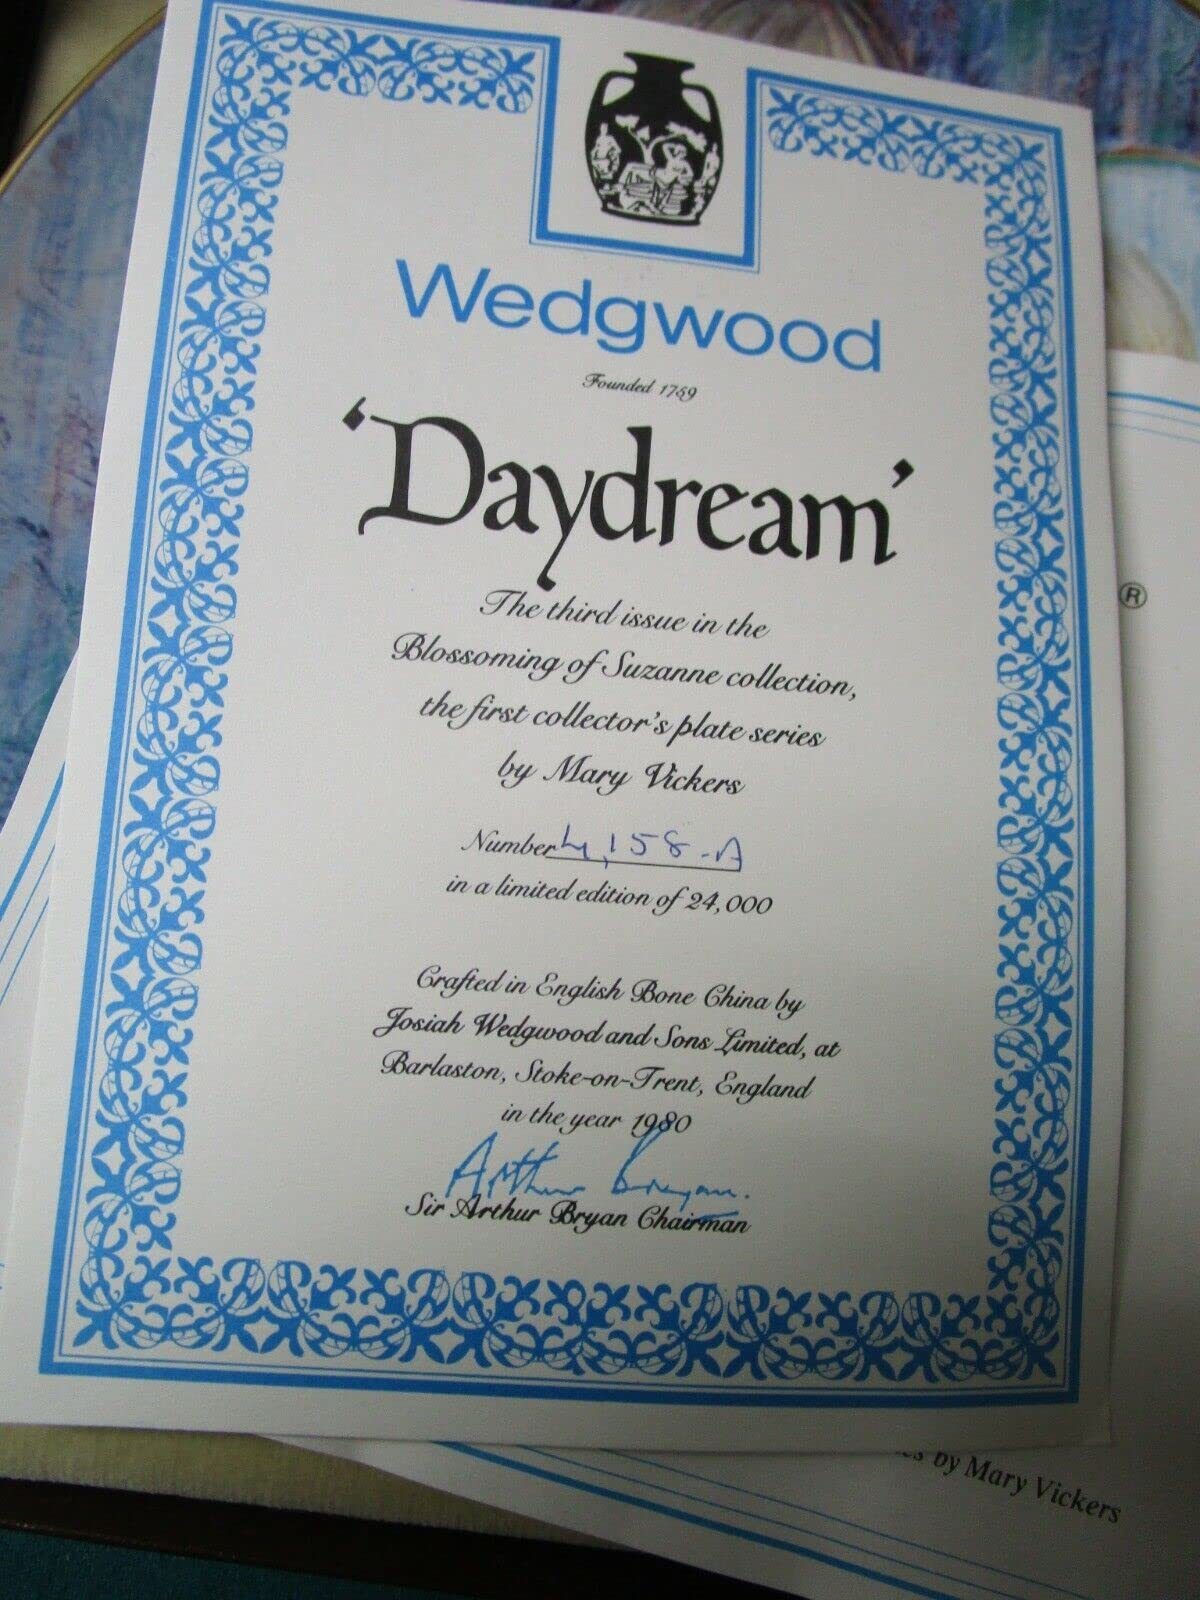 Wedgwood
Founded 1759
'Daydream'
The third issue in the
Blossoming of Suzanne collection,
the first collector's plate series
by Mary Vickers
Number 4,158-A
in a limited edition of 24,000
Crafted in English Bone China by
Josiah Wedgwood and Sons Limited, at
Barlaston, Stoke-on-Trent, England
in the year 1980
Arthur Bryan.
Sir Arthur Bryan Chairman
®
by Mary Vickers